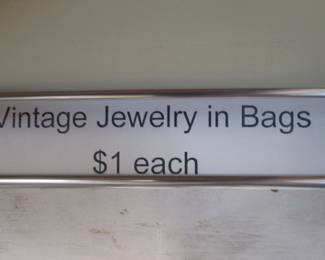 Vintage Jewelry in Bags
$1 each